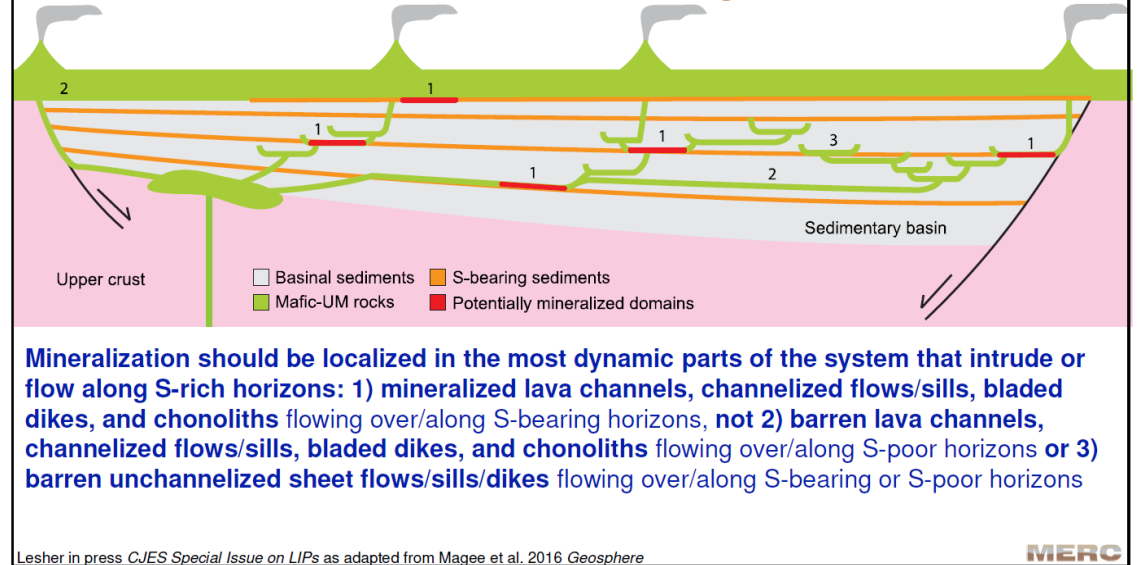 2
1
1
1
3
1
1
2
Sedimentary basin
Upper crust
Basinal sediments
S-bearing sediments
Mafic-UM rocks
Potentially mineralized domains
Mineralization should be localized in the most dynamic parts of the system that intrude or
flow along S-rich horizons: 1) mineralized lava channels, channelized flows/sills, bladed
dikes, and chonoliths flowing over/along S-bearing horizons, not 2) barren lava channels,
channelized flows/sills, bladed dikes, and chonoliths flowing over/along S-poor horizons or 3)
barren unchannelized sheet flows/sills/dikes flowing over/along S-bearing or S-poor horizons
Lesher in press CJES Special Issue on LIPs as adapted from Magee et al. 2016 Geosphere
MERC